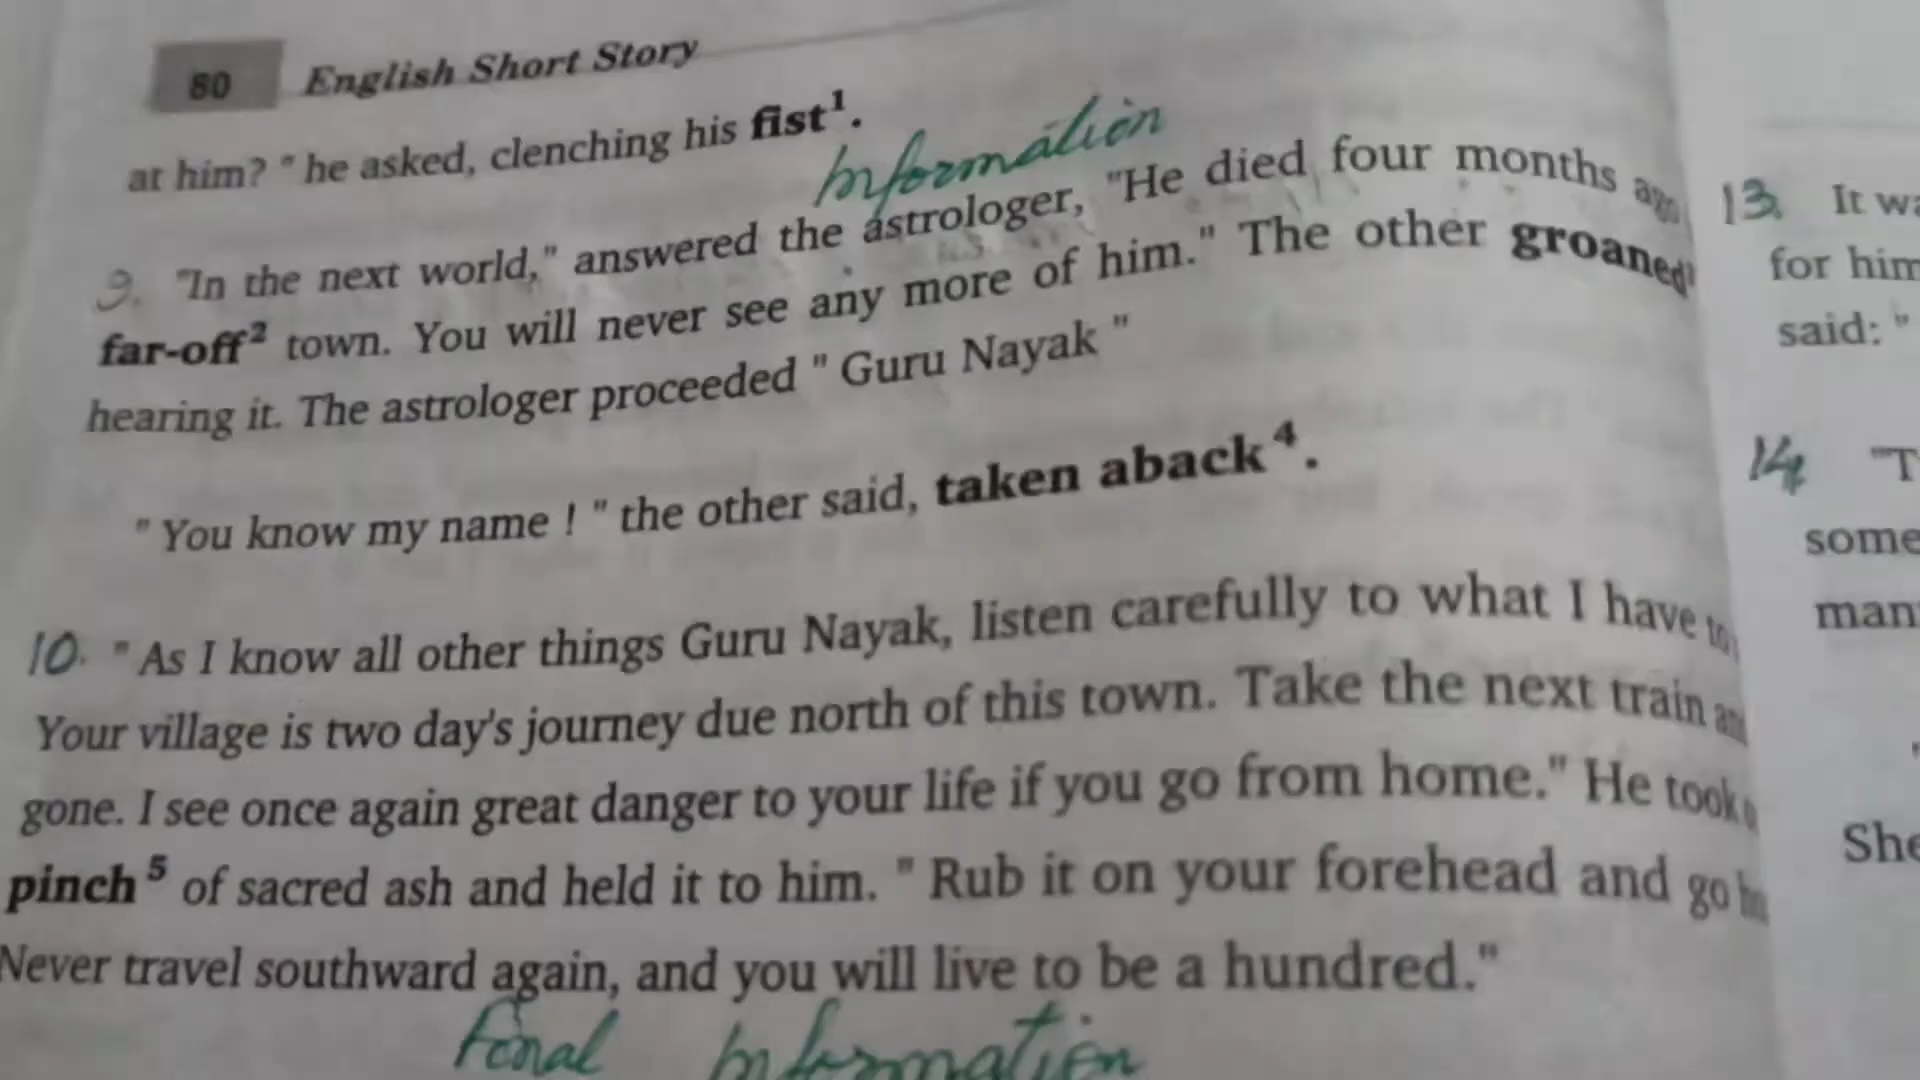 80 English Short Story
at him? " he asked, clenching his fist¹.
Information
9. "In the next world," answered the astrologer, "He died four months ago
far-off² town. You will never see any more of him." The other groaned
hearing it. The astrologer proceeded " Guru Nayak "
" You know my name ! " the other said, taken aback⁴.
10. " As I know all other things Guru Nayak, listen carefully to what I have to
Your village is two day's journey due north of this town. Take the next train
gone. I see once again great danger to your life if you go from home." He took
pinch⁵ of sacred ash and held it to him. " Rub it on your forehead and go
Never travel southward again, and you will live to be a hundred."
Final Information
13. It wa
for him
said: "
14 "T
some
man
She